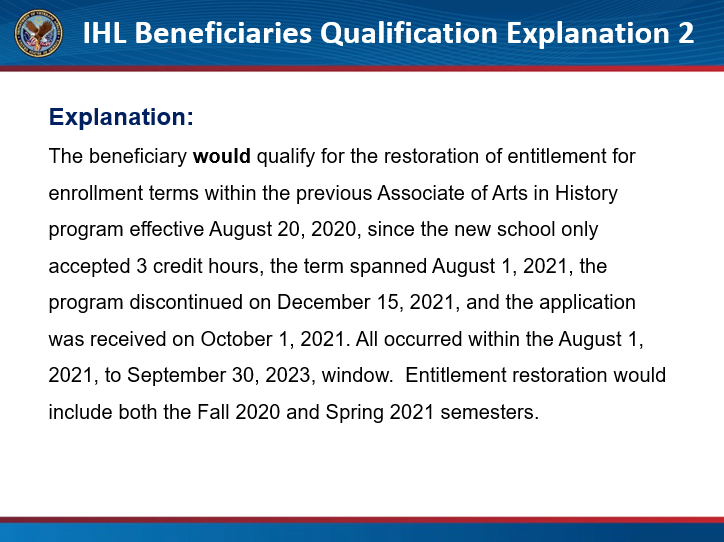 IHL Beneficiaries Qualification Explanation 2
Explanation:
The beneficiary would qualify for the restoration of entitlement for
enrollment terms within the previous Associate of Arts in History
program effective August 20, 2020, since the new school only
accepted 3 credit hours, the term spanned August 1, 2021, the
program discontinued on December 15, 2021, and the application
was received on October 1, 2021. All occurred within the August 1,
2021, to September 30, 2023, window.  Entitlement restoration would
include both the Fall 2020 and Spring 2021 semesters.